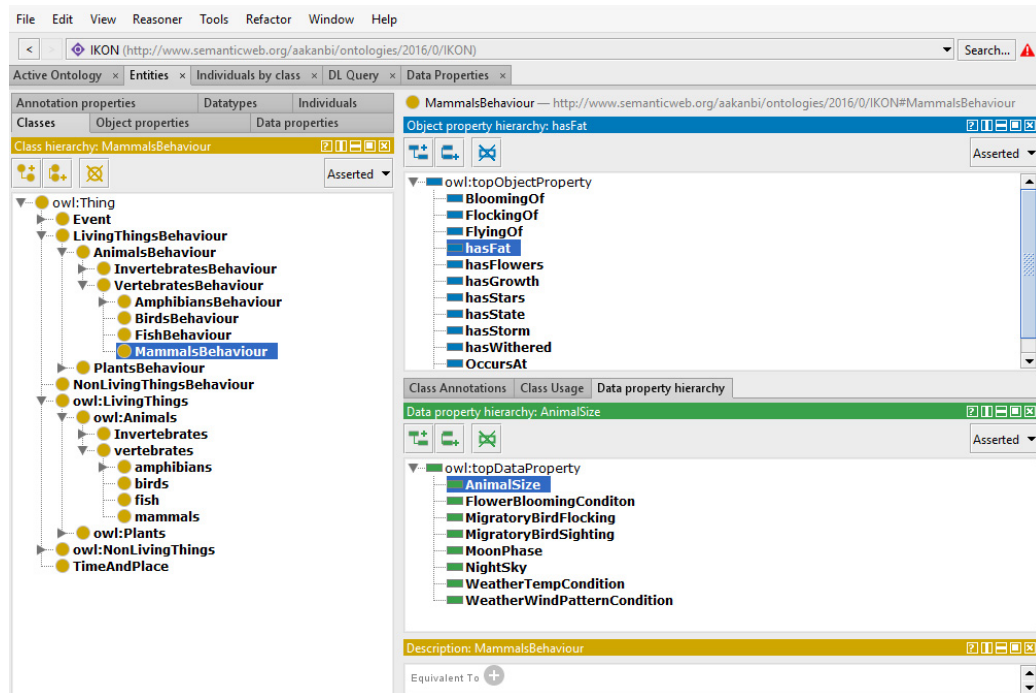 File Edit View Reasoner Tools Refactor Window Help
< > IKON (http://www.semanticweb.org/aakanbi/ontologies/2016/0/IKON) Search...
Active Ontology × Entities × Individuals by class × DL Query × Data Properties ×
Annotation properties Datatypes Individuals
Classes Object properties Data properties
Class hierarchy: MammalsBehaviour
Asserted
owl:Thing
Event
LivingThingsBehaviour
AnimalsBehaviour
InvertebratesBehaviour
VertebratesBehaviour
AmphibiansBehaviour
BirdsBehaviour
FishBehaviour
MammalsBehaviour
PlantsBehaviour
NonLivingThingsBehaviour
owl:LivingThings
owl:Animals
Invertebrates
vertebrates
amphibians
birds
fish
mammals
owl:Plants
owl:NonLivingThings
TimeAndPlace
MammalsBehaviour — http://www.semanticweb.org/aakanbi/ontologies/2016/0/IKON#MammalsBehaviour
Object property hierarchy: hasFat
Asserted
owl:topObjectProperty
BloomingOf
FlockingOf
FlyingOf
hasFat
hasFlowers
hasGrowth
hasStars
hasState
hasStorm
hasWithered
OccursAt
Class Annotations Class Usage Data property hierarchy
Data property hierarchy: AnimalSize
Asserted
owl:topDataProperty
AnimalSize
FlowerBloomingConditon
MigratoryBirdFlocking
MigratoryBirdSighting
MoonPhase
NightSky
WeatherTempCondition
WeatherWindPatternCondition
Description: MammalsBehaviour
Equivalent To